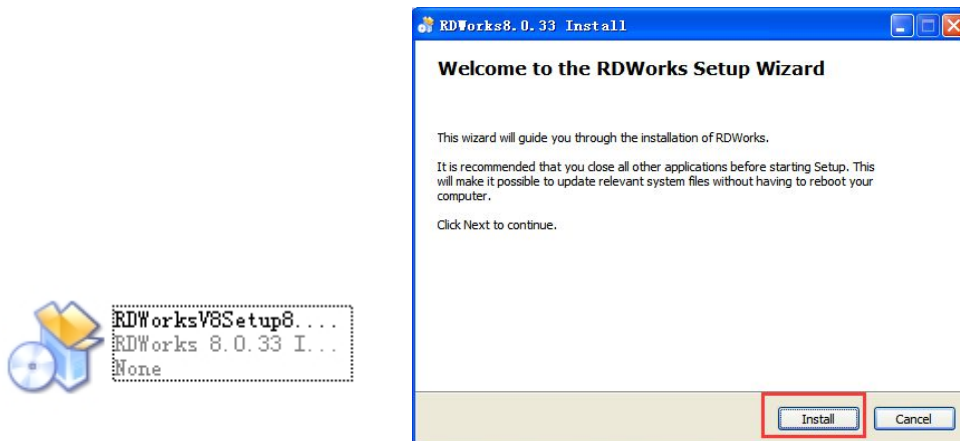 RDWorks8.0.33 Install
Welcome to the RDWorks Setup Wizard
This wizard will guide you through the installation of RDWorks.
It is recommended that you close all other applications before starting Setup. This
will make it possible to update relevant system files without having to reboot your
computer.
Click Next to continue.
RDWorksV8Setup8....
RDWorks 8.0.33 I...
None
Install
Cancel